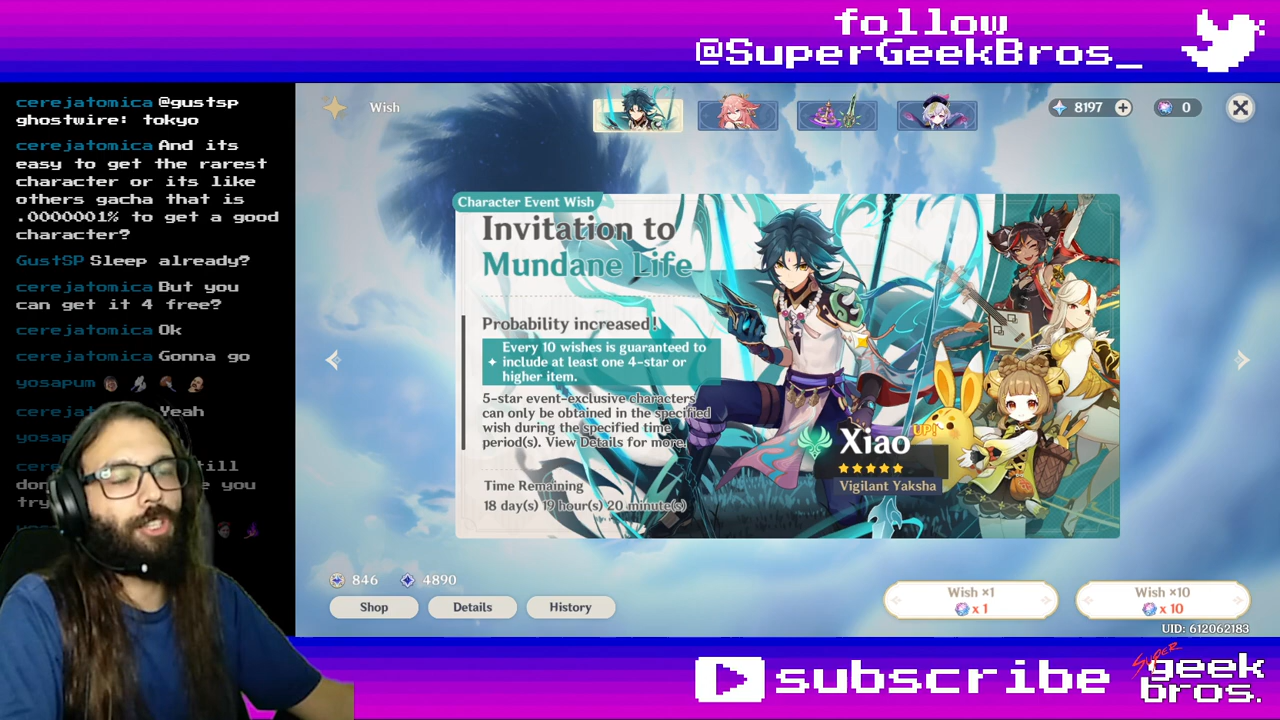 follow
@SuperGeekBros_
cerejatomica @gustsp
ghostwire: tokyo
cerejatomica And its
easy to get the rarest
character or its like
others gacha that is
.0000001% to get a good
character?
GustSP Sleep already?
cerejatomica But you
can get it 4 free?
cerejatomica Ok
cerejatomica Gonna go
yosapum
Yeah
Wish
8197
0
Character Event Wish
Invitation to
Mundane Life
Probability increased!
Every 10 wishes is guaranteed to
include at least one 4-star or
higher item.
5-star event-exclusive characters
can only be obtained in the specified
wish during the specified time
period(s). View Details for more.
Time Remaining
18 day(s) 19 hour(s) 20 minute(s)
UP!
Xiao
Vigilant Yaksha
846
4890
Shop
Details
History
Wish ×1
x 1
Wish ×10
x 10
UID: 612062183
subscribe
SUPER
geek
bros.